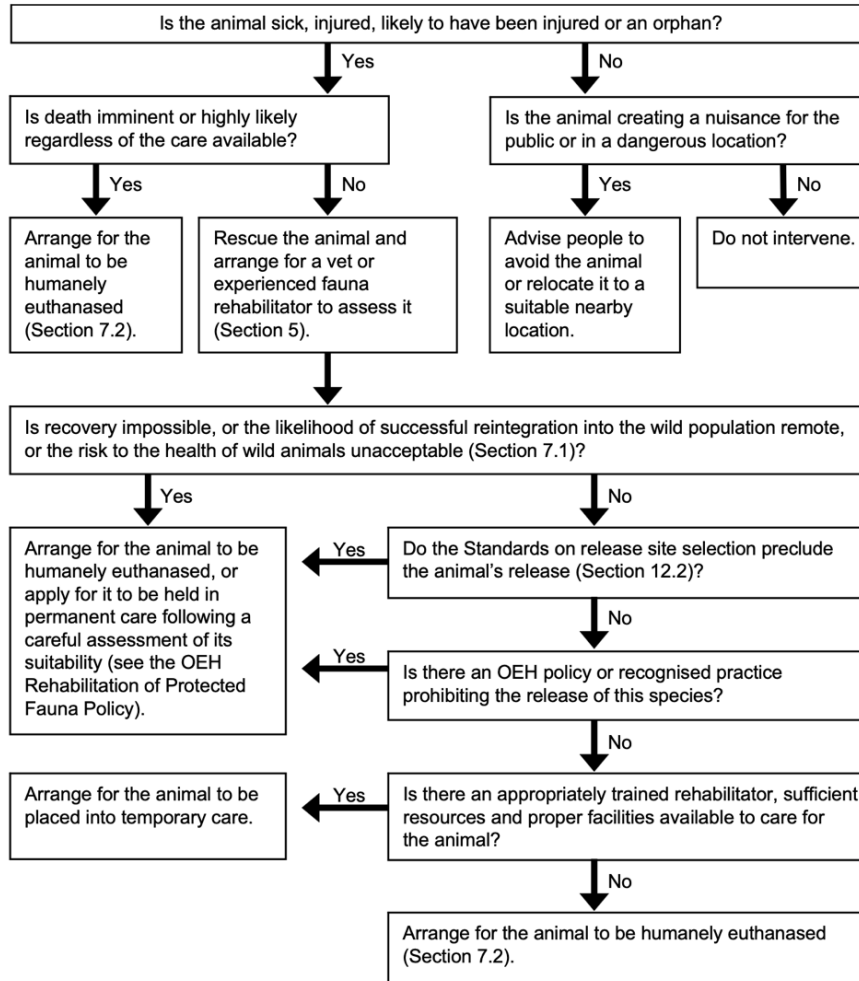 Is the animal sick, injured, likely to have been injured or an orphan?
Yes
No
Is death imminent or highly likely
regardless of the care available?
Is the animal creating a nuisance for the
public or in a dangerous location?
Yes
No
Yes
No
Arrange for the
animal to be
humanely
euthanased
(Section 7.2).
Rescue the animal and
arrange for a vet or
experienced fauna
rehabilitator to assess it
(Section 5).
Advise people to
avoid the animal
or relocate it to a
suitable nearby
location.
Do not intervene.
Is recovery impossible, or the likelihood of successful reintegration into the wild population remote,
or the risk to the health of wild animals unacceptable (Section 7.1)?
Yes
No
Arrange for the animal to be
humanely euthanased, or
apply for it to be held in
permanent care following a
careful assessment of its
suitability (see the OEH
Rehabilitation of Protected
Fauna Policy).
Yes
Do the Standards on release site selection preclude
the animal's release (Section 12.2)?
No
Yes
Is there an OEH policy or recognised practice
prohibiting the release of this species?
No
Arrange for the animal to be
placed into temporary care.
Yes
Is there an appropriately trained rehabilitator, sufficient
resources and proper facilities available to care for
the animal?
No
Arrange for the animal to be humanely euthanased
(Section 7.2).